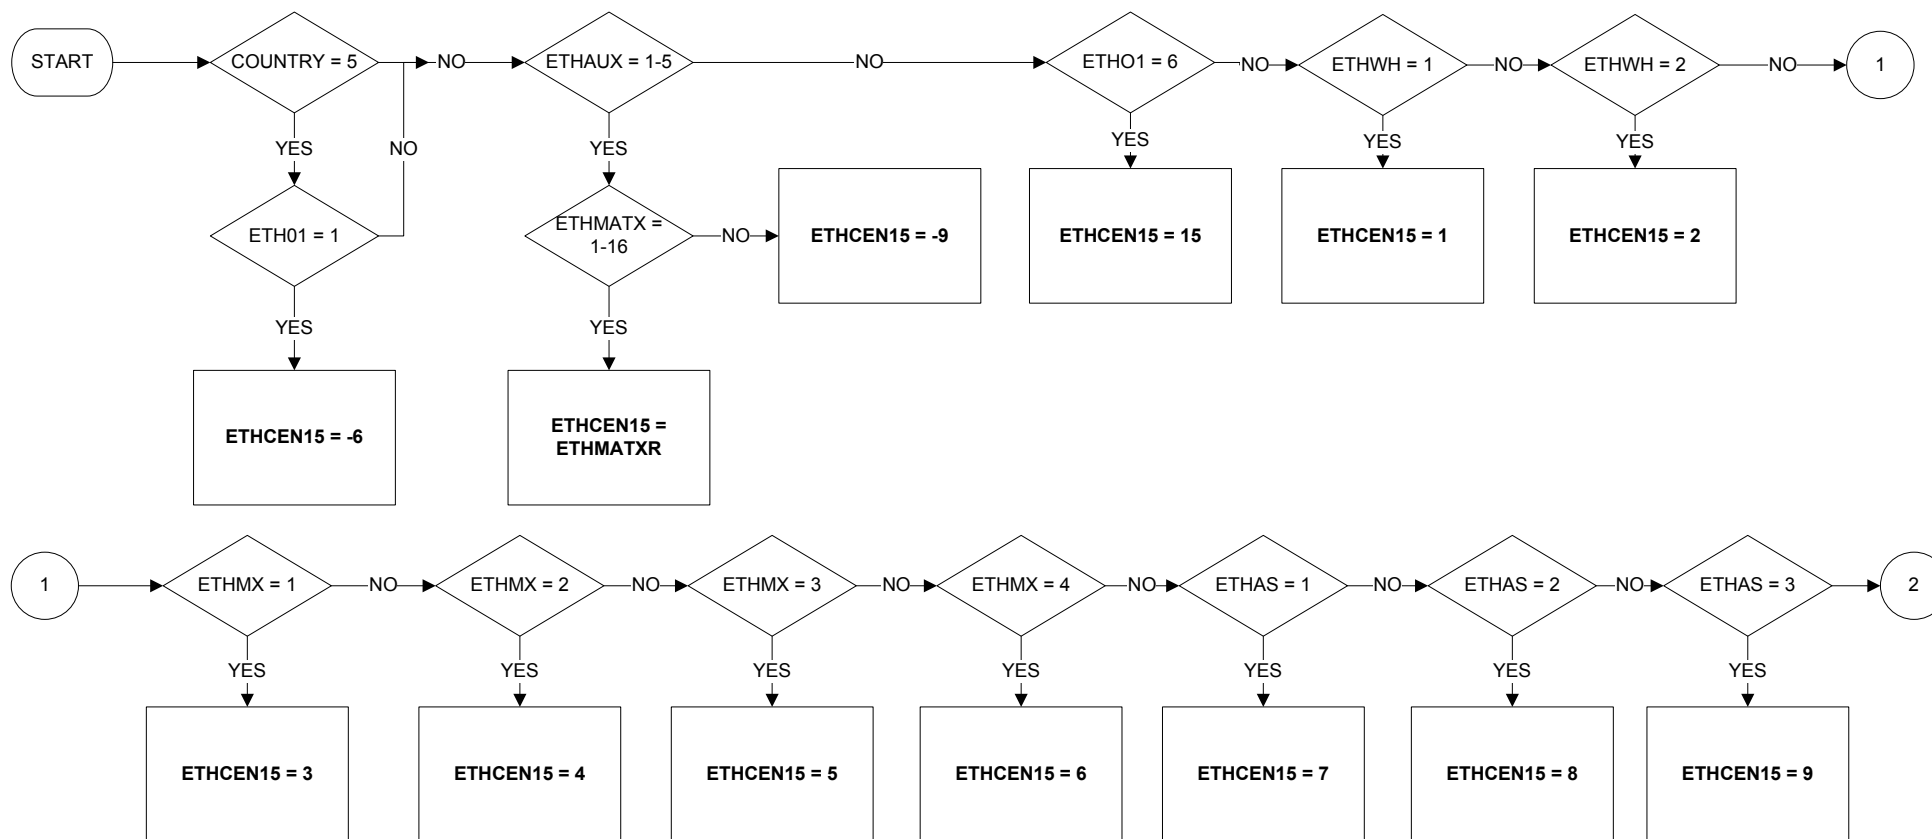 START
COUNTRY = 5
NO
ETHAUX = 1-5
NO
ETHO1 = 6
NO
ETHWH = 1
NO
ETHWH = 2
NO
1
YES
NO
YES
YES
YES
YES
ETH01 = 1
ETHMATX =
1-16
NO
ETHCEN15 = -9
ETHCEN15 = 15
ETHCEN15 = 1
ETHCEN15 = 2
YES
YES
ETHCEN15 = -6
ETHCEN15 =
ETHMATXR
1
ETHMX = 1
NO
ETHMX = 2
NO
ETHMX = 3
NO
ETHMX = 4
NO
ETHAS = 1
NO
ETHAS = 2
NO
ETHAS = 3
2
YES
YES
YES
YES
YES
YES
YES
ETHCEN15 = 3
ETHCEN15 = 4
ETHCEN15 = 5
ETHCEN15 = 6
ETHCEN15 = 7
ETHCEN15 = 8
ETHCEN15 = 9